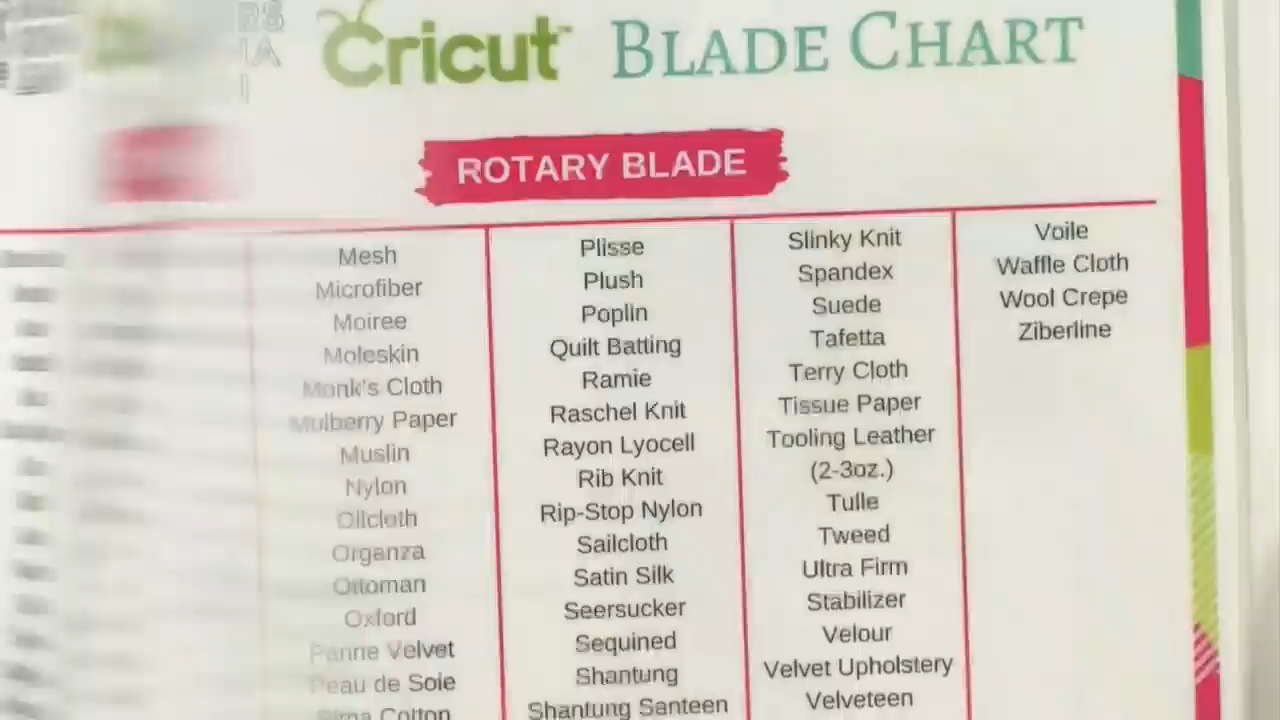 Cricut™ BLADE CHART
ROTARY BLADE
Mesh
Microfiber
Moiree
Moleskin
Monk's Cloth
Mulberry Paper
Muslin
Nylon
Oilcloth
Organza
Ottoman
Oxford
Panne Velvet
Peau de Soie
Cotton
Plisse
Plush
Poplin
Quilt Batting
Ramie
Raschel Knit
Rayon Lyocell
Rib Knit
Rip-Stop Nylon
Sailcloth
Satin Silk
Seersucker
Sequined
Shantung
Shantung Santeen
Slinky Knit
Spandex
Suede
Tafetta
Terry Cloth
Tissue Paper
Tooling Leather
(2-3oz.)
Tulle
Tweed
Ultra Firm
Stabilizer
Velour
Velvet Upholstery
Velveteen
Voile
Waffle Cloth
Wool Crepe
Ziberline